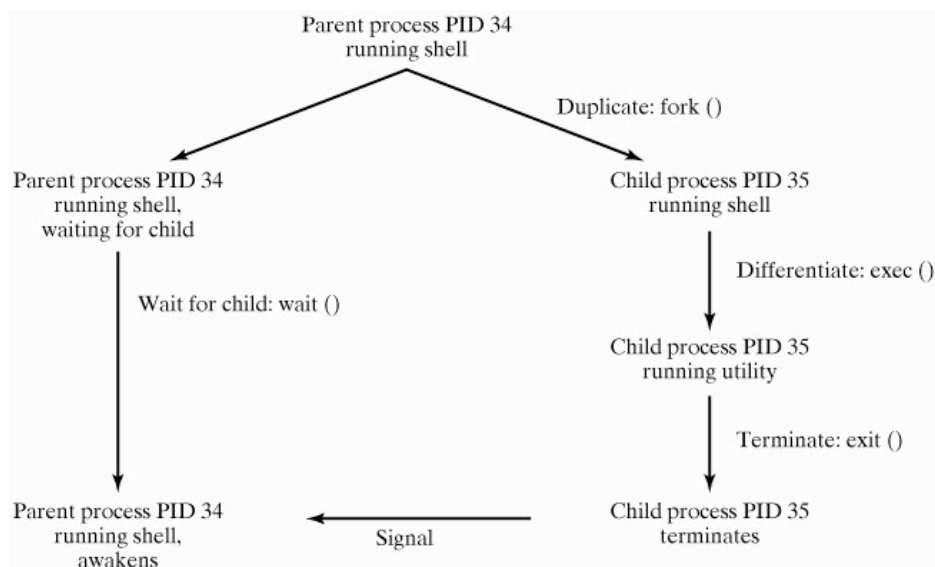 Parent process PID 34
running shell
Duplicate: fork ()
Parent process PID 34
running shell,
waiting for child
Child process PID 35
running shell
Differentiate: exec ()
Wait for child: wait ()
Child process PID 35
running utility
Terminate: exit ()
Parent process PID 34
running shell,
awakens
Signal
Child process PID 35
terminates